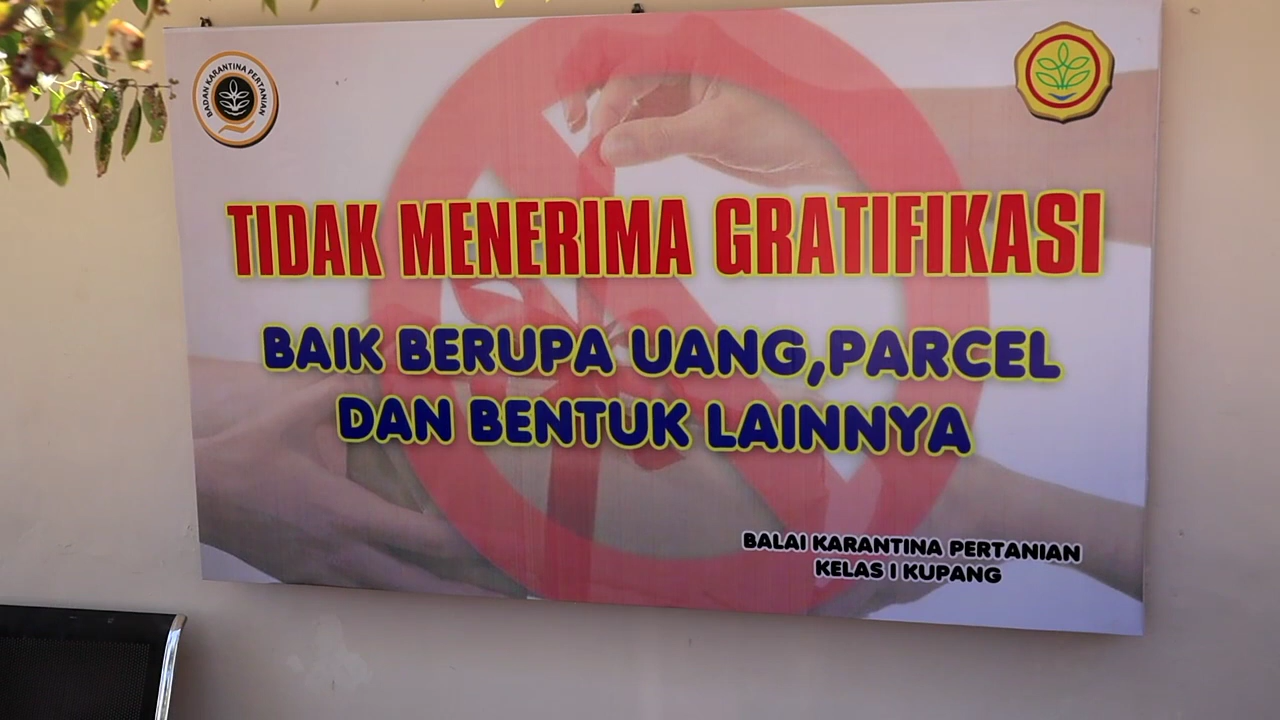 BADAN KARANTINA PERTANIAN
TIDAK MENERIMA GRATIFIKASI
BAIK BERUPA UANG,PARCEL
DAN BENTUK LAINNYA
BALAI KARANTINA PERTANIAN
KELAS I KUPANG